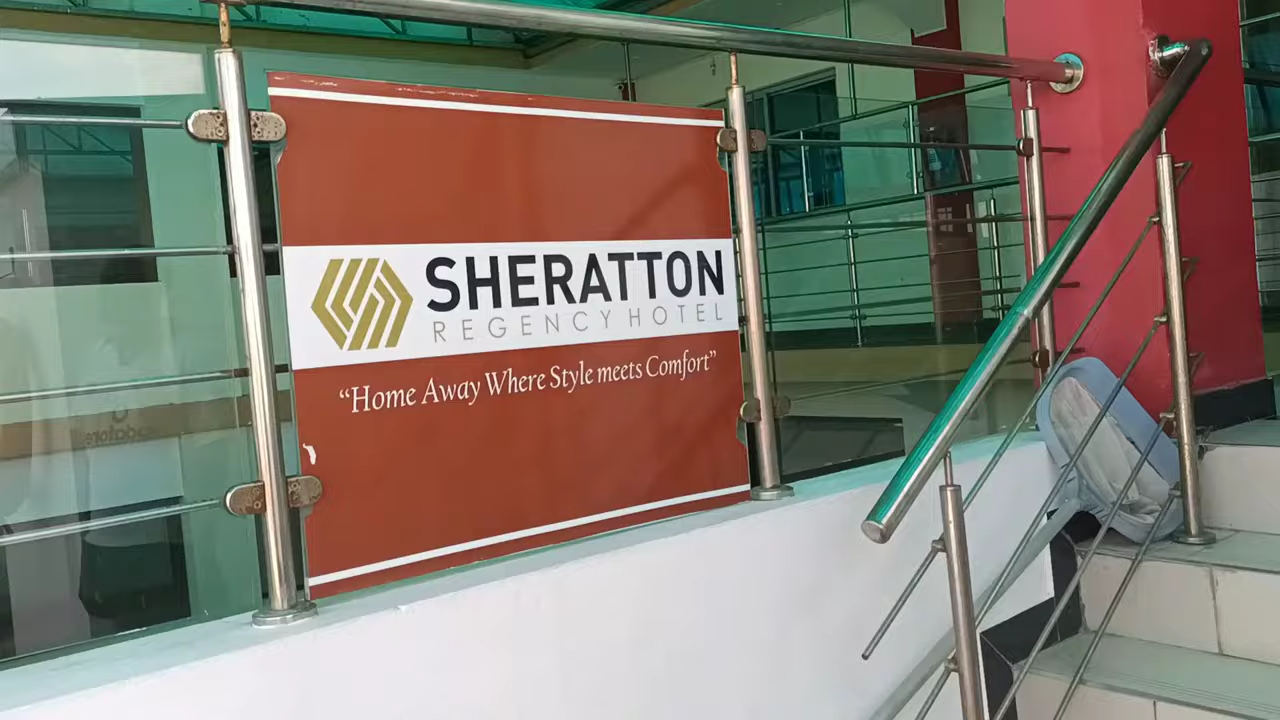 SHERATTON
REGENCY HOTEL
“Home Away Where Style meets Comfort”